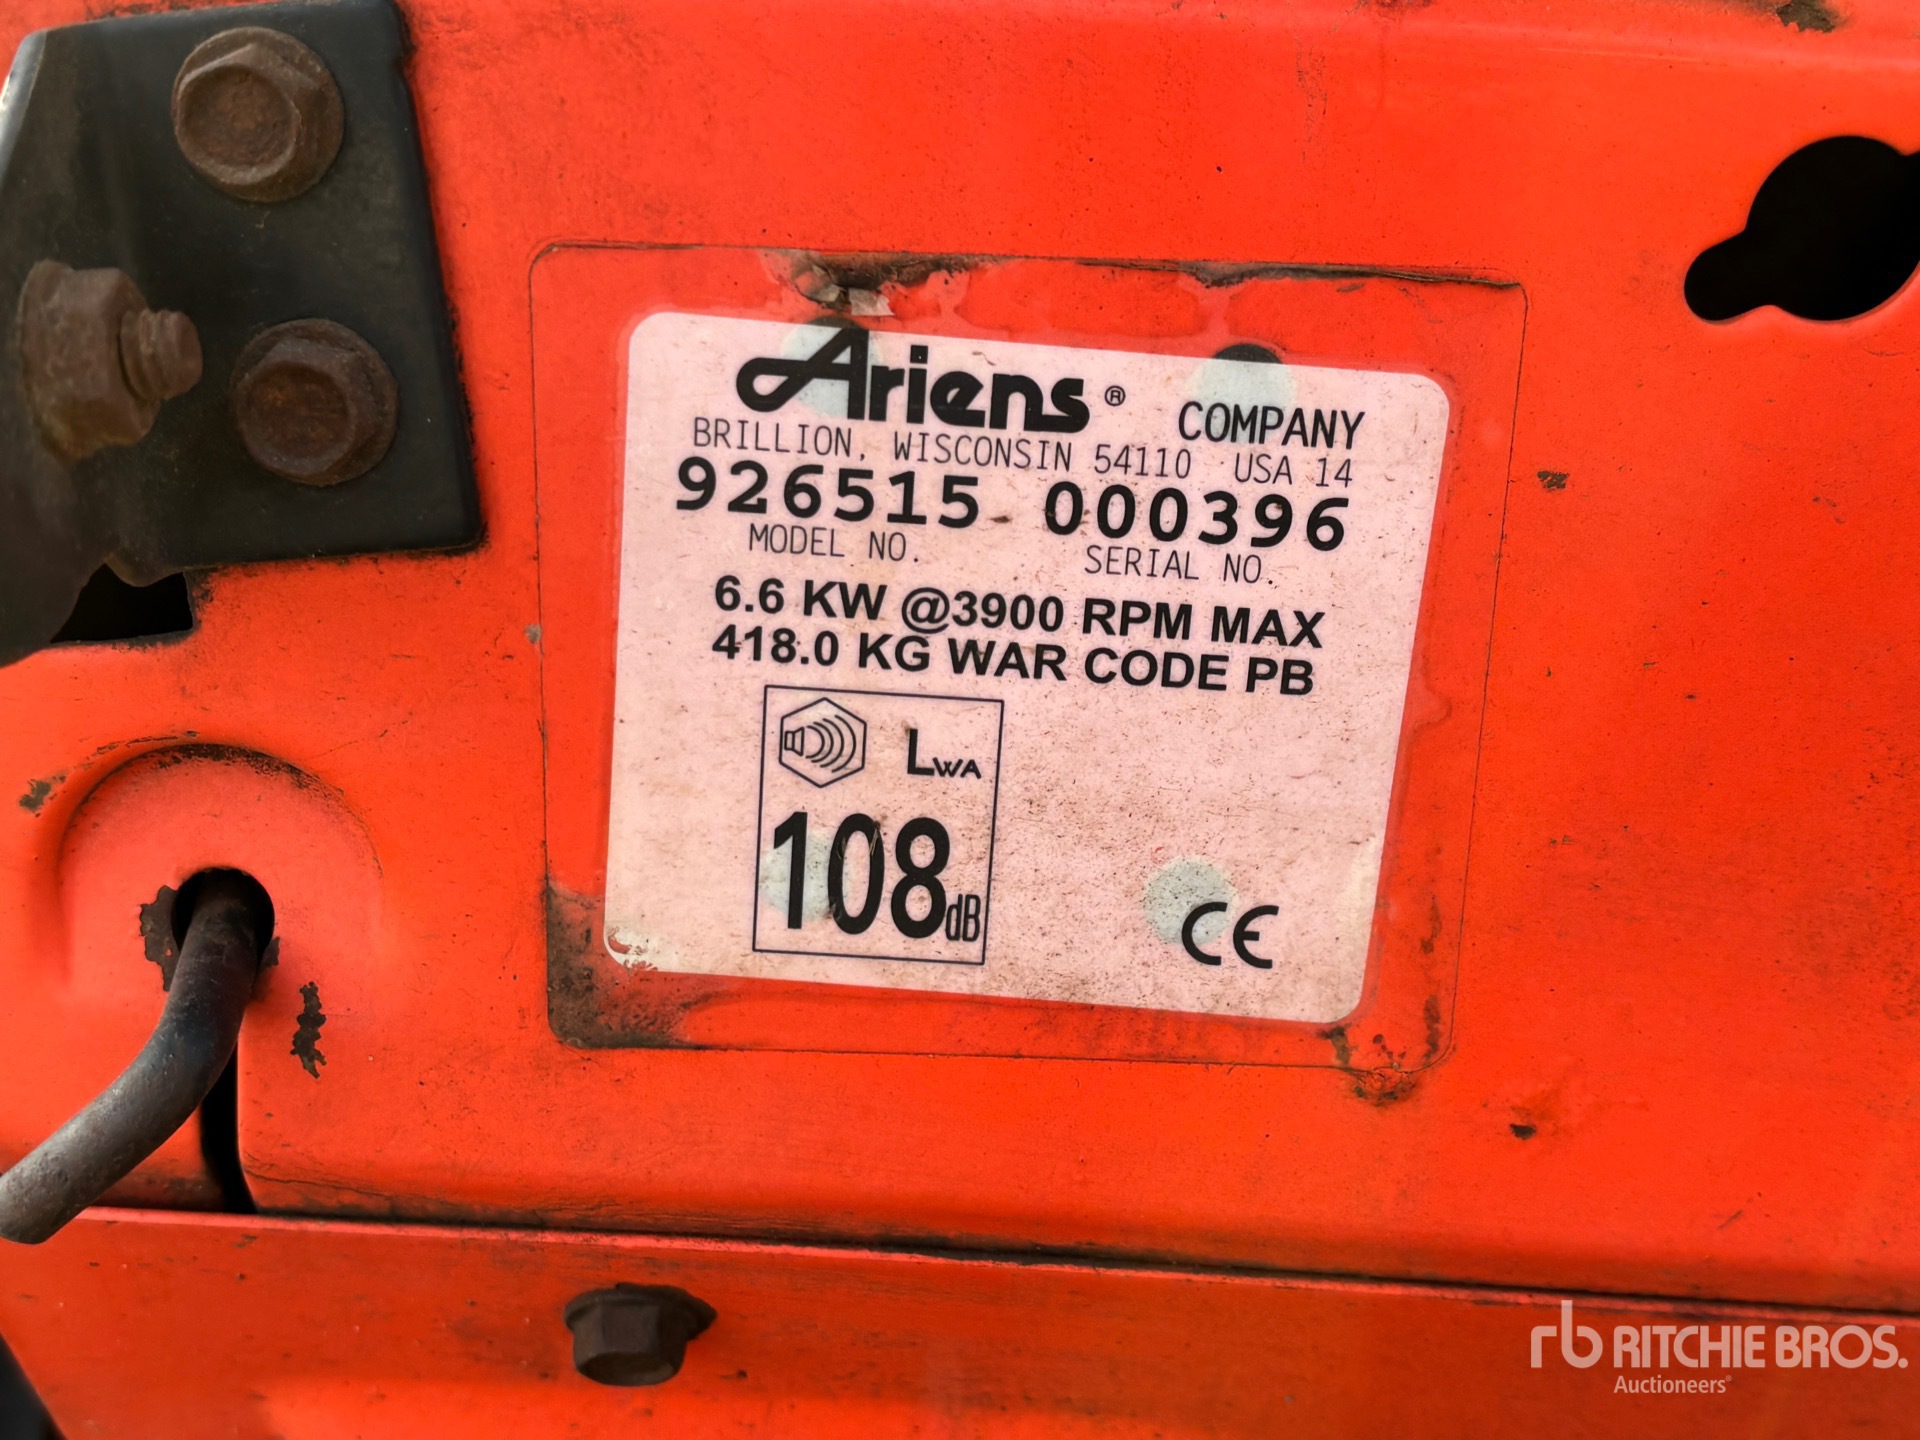 Ariens® COMPANY
BRILLION, WISCONSIN 54110 USA 14
926515 000396
MODEL NO. SERIAL NO.
6.6 KW @3900 RPM MAX
418.0 KG WAR CODE PB
LWA
108dB
CE
rb RITCHIE BROS.
Auctioneers®